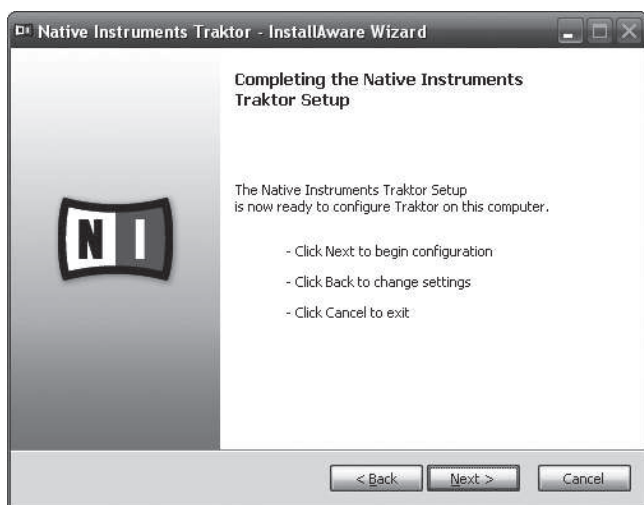 Native Instruments Traktor - InstallAware Wizard
Completing the Native Instruments
Traktor Setup
The Native Instruments Traktor Setup
is now ready to configure Traktor on this computer.
- Click Next to begin configuration
- Click Back to change settings
- Click Cancel to exit
NI
< Back
Next >
Cancel